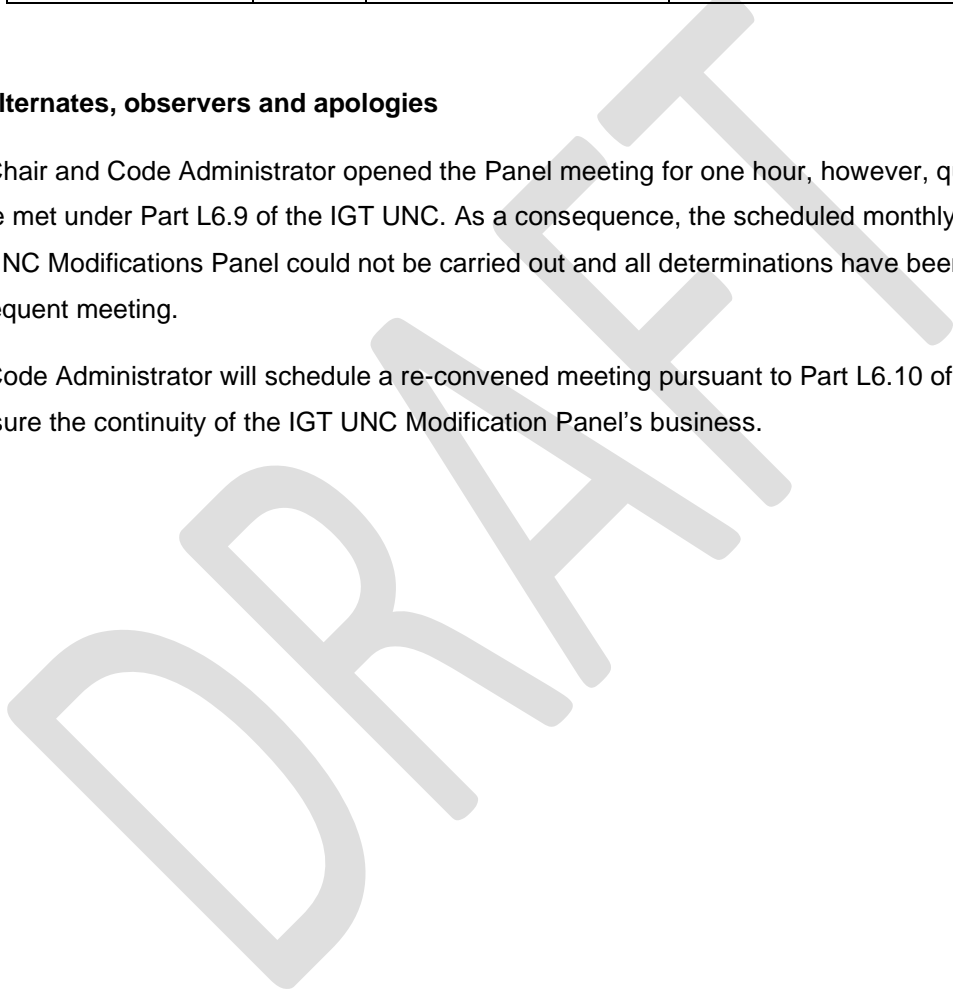 lternates, observers and apologies
Chair and Code Administrator opened the Panel meeting for one hour, however, q
e met under Part L6.9 of the IGT UNC. As a consequence, the scheduled monthly
NC Modifications Panel could not be carried out and all determinations have been
equent meeting.
Code Administrator will schedule a re-convened meeting pursuant to Part L6.10 of
sure the continuity of the IGT UNC Modification Panel's business.
DRAFT